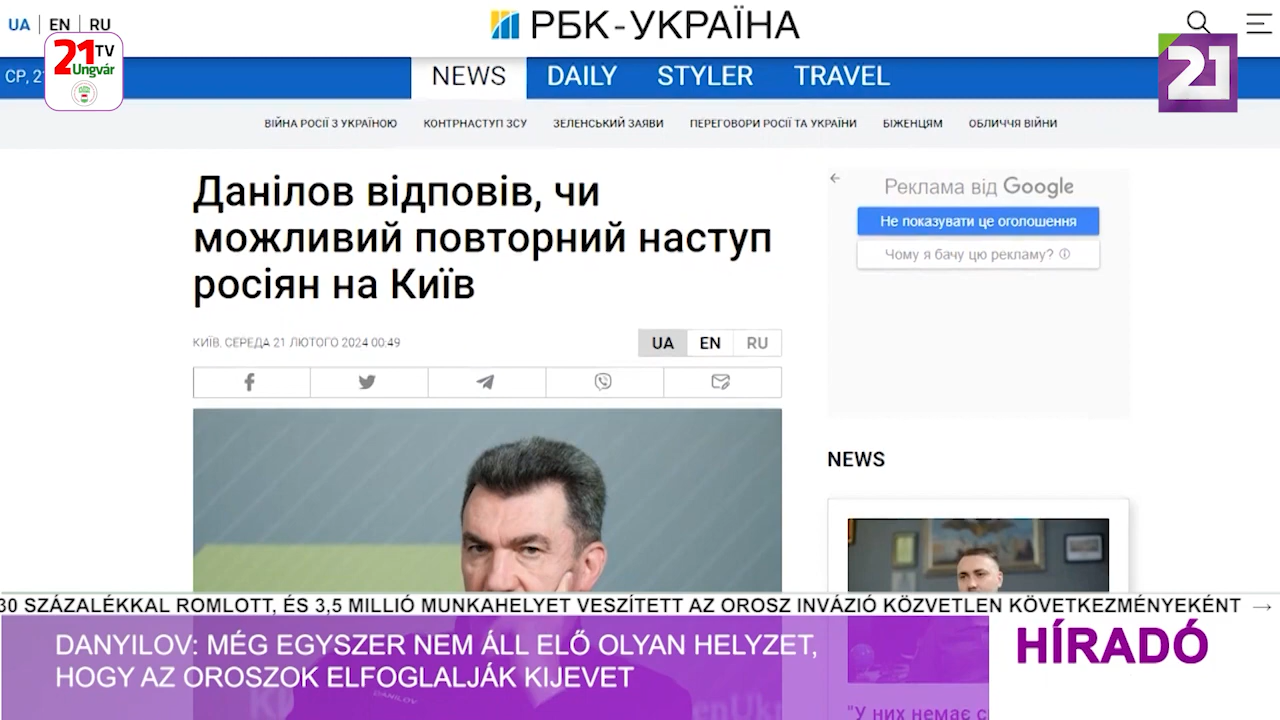 UA | EN | RU
РБК-УКРАЇНА
21 TV
Ungvár
21
СР, 2
NEWS DAILY STYLER TRAVEL
ВІЙНА РОСІЇ З УКРАЇНОЮ КОНТРНАСТУП ЗСУ ЗЕЛЕНСЬКИЙ ЗАЯВИ ПЕРЕГОВОРИ РОСІЇ ТА УКРАЇНИ БІЖЕНЦЯМ ОБЛИЧЧЯ ВІЙНИ
Данілов відповів, чи
можливий повторний наступ
росіян на Київ
КИЇВ, СЕРЕДА 21 ЛЮТОГО 2024 00:49
UA EN RU
Реклама від Google
Не показувати це оголошення
Чому я бачу цю рекламу?
NEWS
30 SZÁZALÉKKAL ROMLOTT, ÉS 3,5 MILLIÓ MUNKAHELYET VESZÍTETT AZ OROSZ INVÁZIÓ KÖZVETLEN KÖVETKEZMÉNYEKÉNT →
DANYILOV: MÉG EGYSZER NEM ÁLL ELŐ OLYAN HELYZET,
HOGY AZ OROSZOK ELFOGLALJÁK KIJEVET
HÍRADÓ
DANILOV
enUkr
"У них немає с